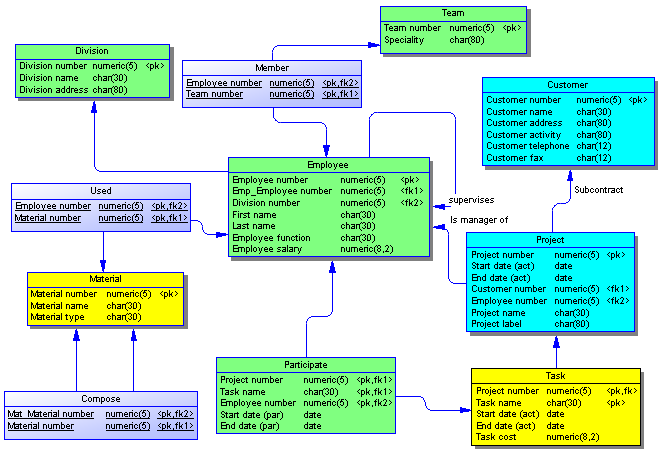 Team
Team number numeric(5) <pk>
Speciality char(80)
Division
Division number numeric(5) <pk>
Division name char(30)
Division address char(80)
Member
Employee number numeric(5) <pk,fk2>
Team number numeric(5) <pk,fk1>
Customer
Customer number numeric(5) <pk>
Customer name char(30)
Customer address char(80)
Customer activity char(80)
Customer telephone char(12)
Customer fax char(12)
Employee
Employee number numeric(5) <pk>
Emp_Employee number numeric(5) <fk1>
Division number numeric(5) <fk2>
First name char(30)
Last name char(30)
Employee function char(30)
Employee salary numeric(8,2)
supervises
Subcontract
Is manager of
Used
Employee number numeric(5) <pk,fk2>
Material number numeric(5) <pk,fk1>
Project
Project number numeric(5) <pk>
Start date (act) date
End date (act) date
Customer number numeric(5) <fk1>
Employee number numeric(5) <fk2>
Project name char(30)
Project label char(80)
Material
Material number numeric(5) <pk>
Material name char(30)
Material type char(30)
Participate
Project number numeric(5) <pk,fk1>
Task name char(30) <pk,fk1>
Employee number numeric(5) <pk,fk2>
Start date (par) date
End date (par) date
Task
Project number numeric(5) <pk,fk>
Task name char(30) <pk>
Start date (act) date
End date (act) date
Task cost numeric(8,2)
Compose
Mat_Material number numeric(5) <pk,fk2>
Material number numeric(5) <pk,fk1>